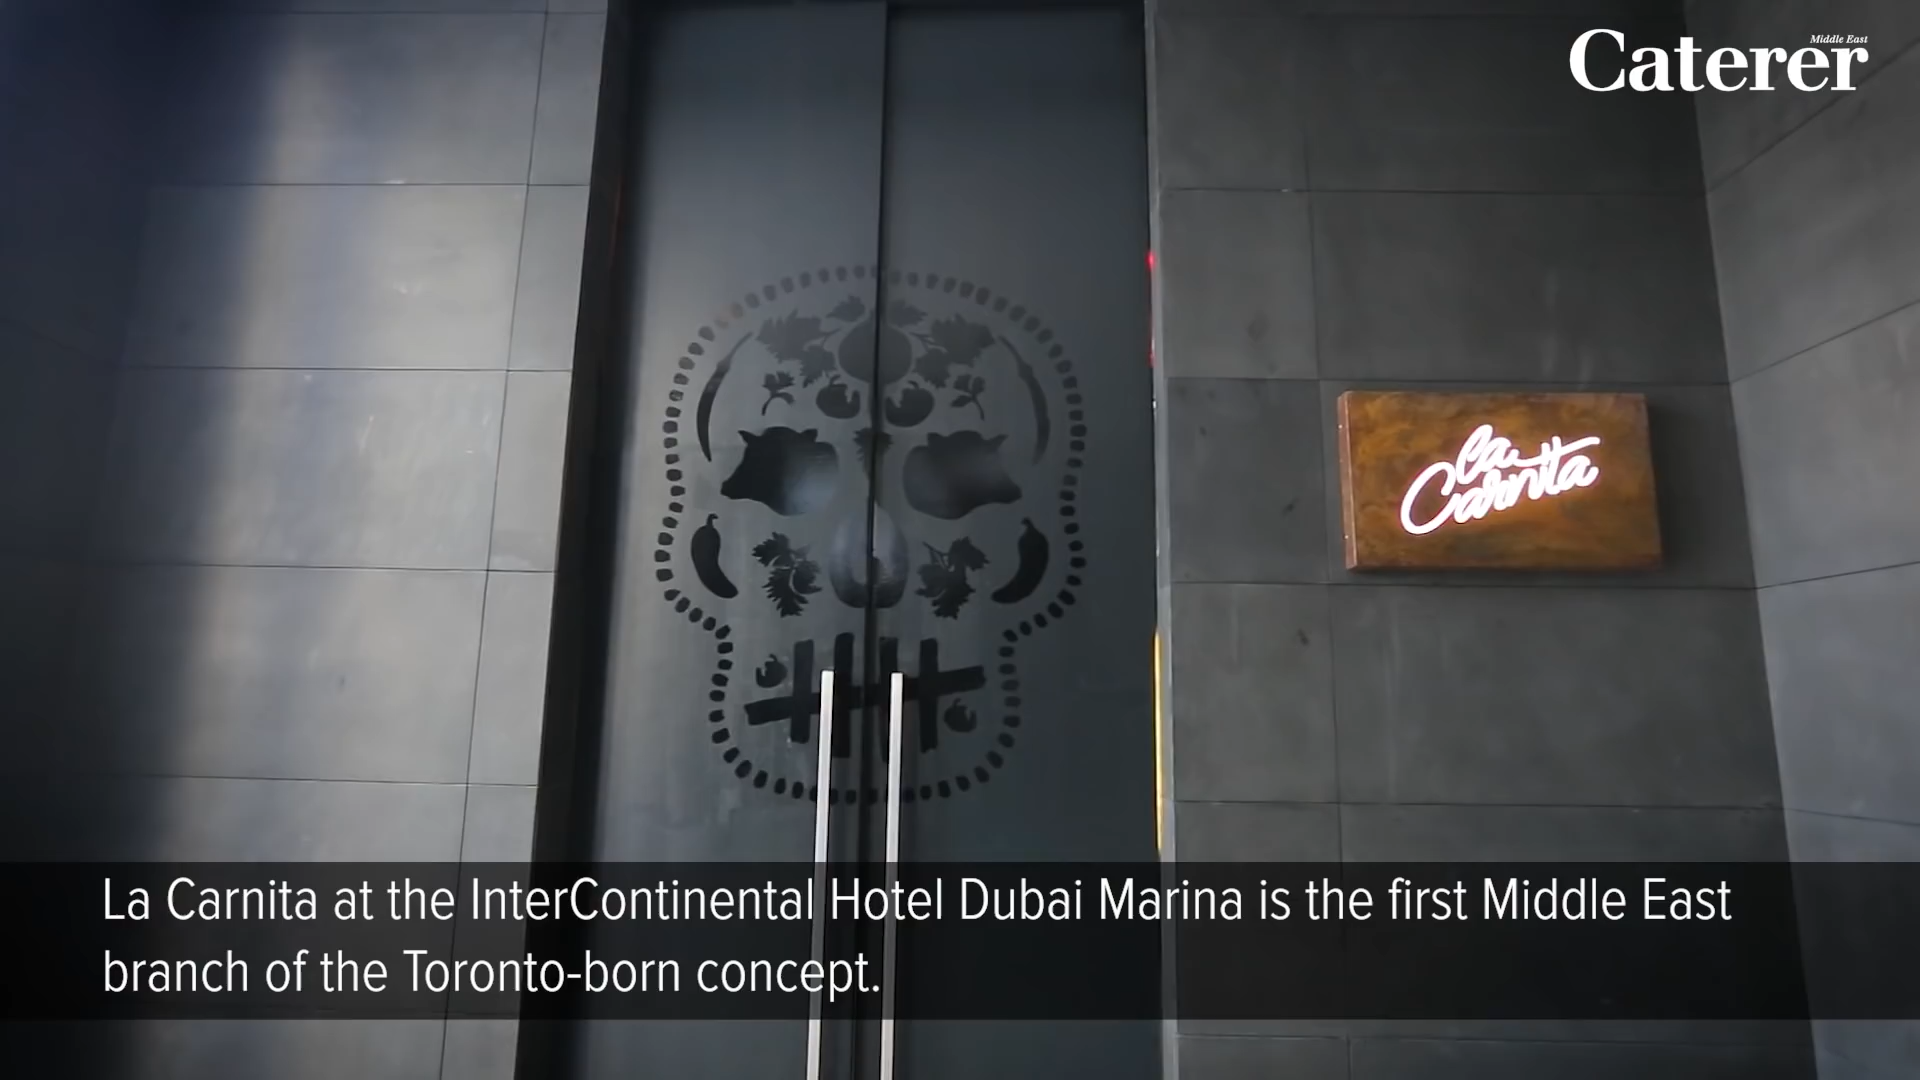 Middle East
Caterer
la
Carnita
La Carnita at the InterContinental Hotel Dubai Marina is the first Middle East
branch of the Toronto-born concept.